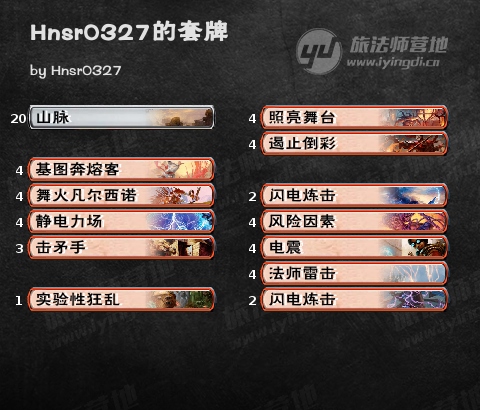 Hnsr0327的套牌
旅法师营地
www.iyingdi.cn
by Hnsr0327
20 山脉
4 基图奔熔客
4 舞火凡尔西诺
4 静电力场
3 击矛手
1 实验性狂乱
4 照亮舞台
4 遏止倒彩
2 闪电炼击
4 风险因素
4 电震
4 法师雷击
2 闪电炼击